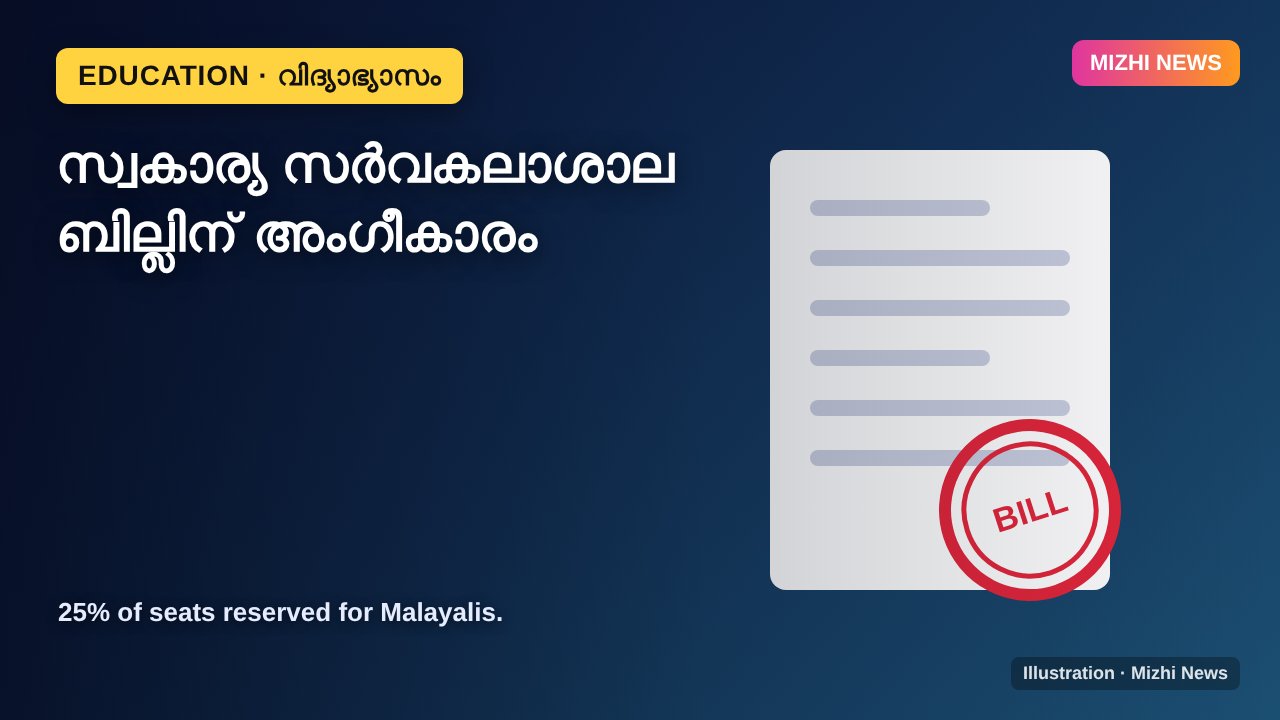 EDUCATION · വിദ്യാഭ്യാസം
MIZHI NEWS
സ്വകാര്യ സർവകലാശാല
ബില്ലിന് അംഗീകാരം
BILL
25% of seats reserved for Malayalis.
Illustration · Mizhi News